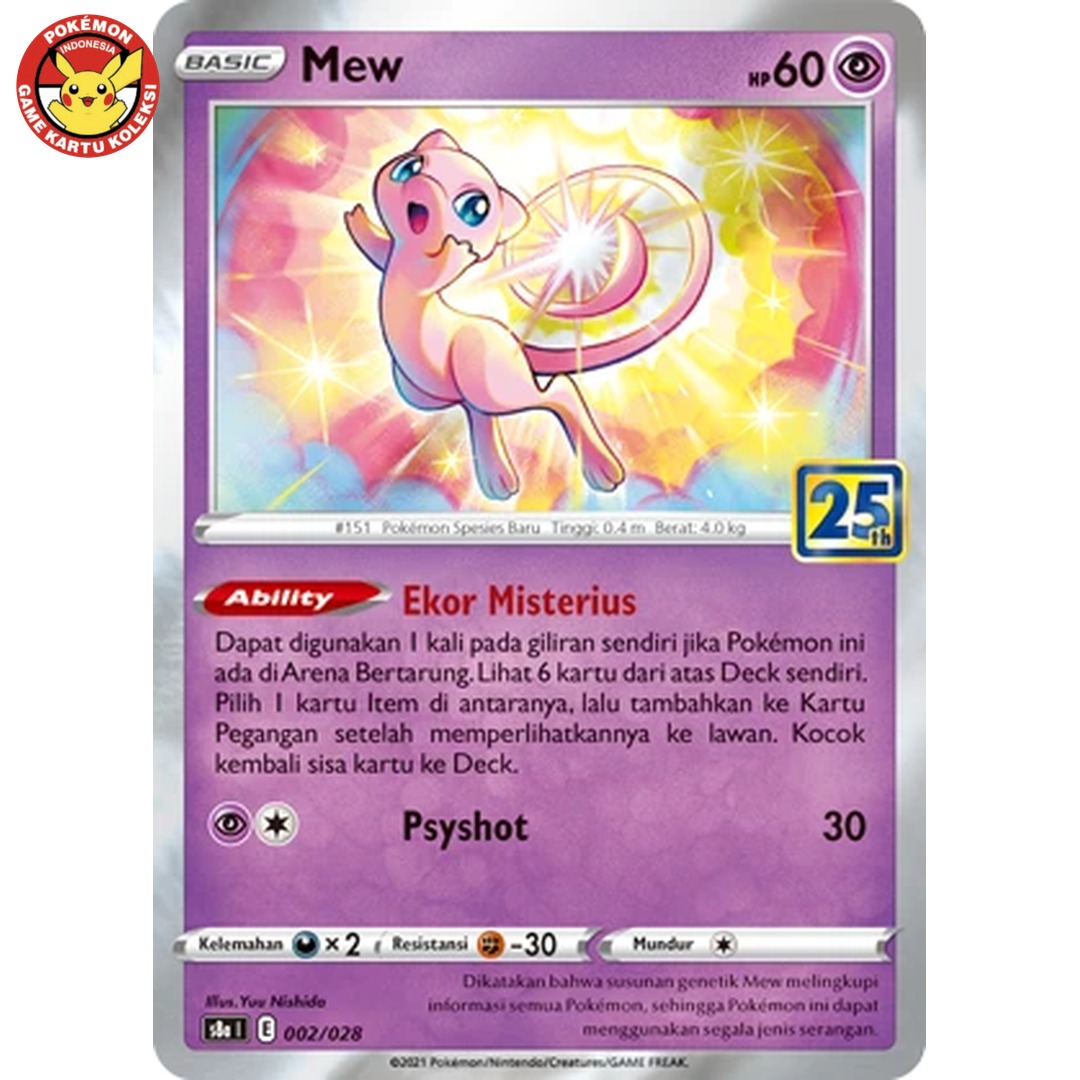 POKÉMON
INDONESIA
GAME KARTU KOLEKSI
BASIC Mew HP60
#151 Pokémon Spesies Baru Tinggi: 0.4 m Berat: 4.0 kg
25th
Ability Ekor Misterius
Dapat digunakan 1 kali pada giliran sendiri jika Pokémon ini
ada di Arena Bertarung. Lihat 6 kartu dari atas Deck sendiri.
Pilih 1 kartu Item di antaranya, lalu tambahkan ke Kartu
Pegangan setelah memperlihatkannya ke lawan. Kocok
kembali sisa kartu ke Deck.
Psyshot 30
Kelemahan ×2 Resistansi -30 Mundur
Dikatakan bahwa susunan genetik Mew melingkupi
informasi semua Pokémon, sehingga Pokémon ini dapat
menggunakan segala jenis serangan.
Illus. Yuu Nishida
s8a I E 002/028
©2021 Pokémon/Nintendo/Creatures/GAME FREAK.